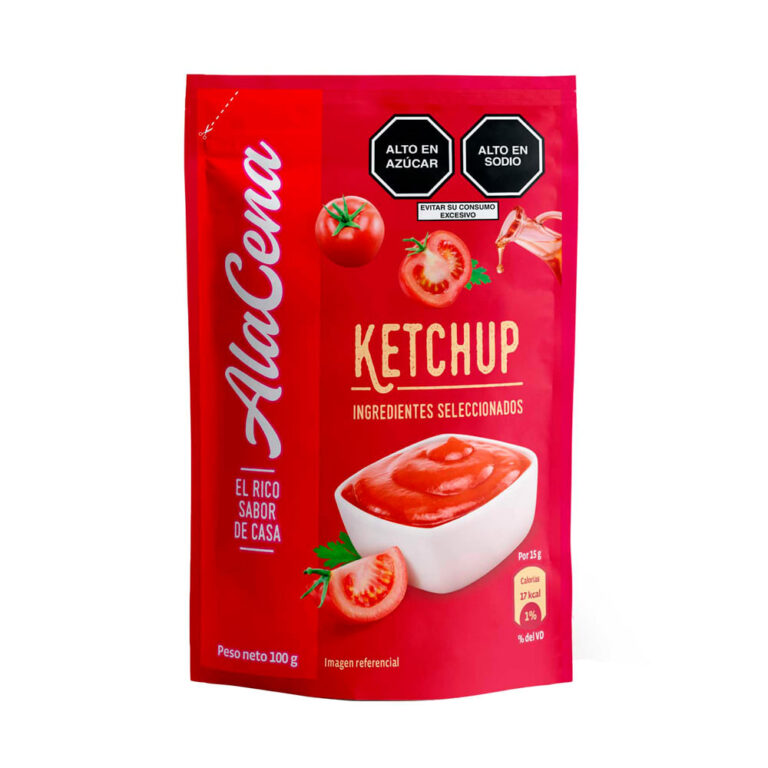 ALTO EN
AZÚCAR
ALTO EN
SODIO
EVITAR SU CONSUMO
EXCESIVO
AlaCena
EL RICO
SABOR
DE CASA
KETCHUP
INGREDIENTES SELECCIONADOS
Por 15 g
Calorías
17 kcal
1%
% del VD
Peso neto 100 g
Imagen referencial